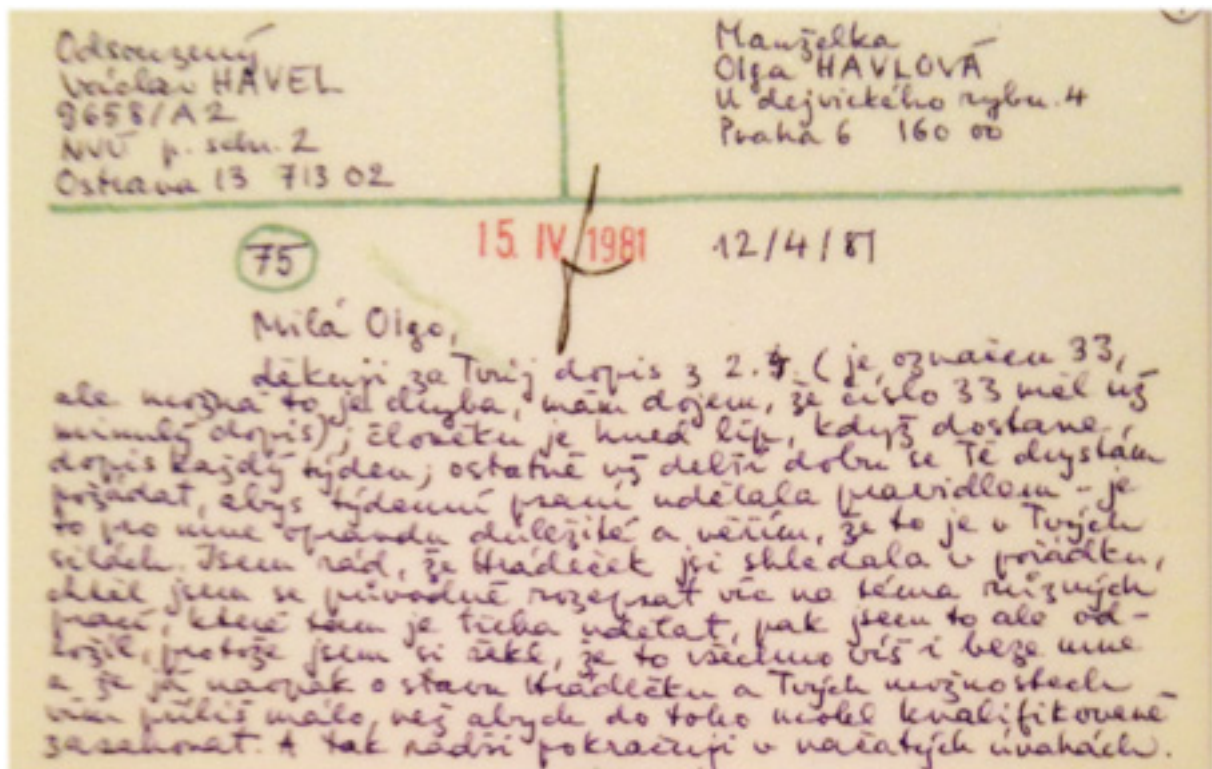 Odsouzený
Václav HAVEL
9658/A2
NVÚ p. schr. 2
Ostrava 13 713 02
Manželka
Olga HAVLOVÁ
U dejvického rybn. 4
Praha 6 160 00
75
15. IV. 1981
12/4/81
Milá Olgo,
děkuji za Tvůj dopis z 2.4. (je označen 33,
ale možná to je chyba, mám dojem, že číslo 33 měl už
minulý dopis); člověku je hned líp, když dostane
dopis každý týden; ostatně už delší dobu se Tě chystám
požádat, abys týdenní psaní udělala pravidlem - je
to pro mne opravdu důležité a věřím, že to je v Tvých
silách. Jsem rád, že Hrádeček jsi shledala v pořádku,
chtěl jsem se původně rozepsat víc na téma různých
prací, které tam je třeba udělat, pak jsem to ale od-
ložil, protože jsem si řekl, že to všechno víš i beze mne
a že já naopak o stavu Hrádečku a Tvých možnostech
vím příliš málo, než abych do toho mohl kvalifikovaně
zasahovat. A tak radši pokračuji v načatých úvahách.